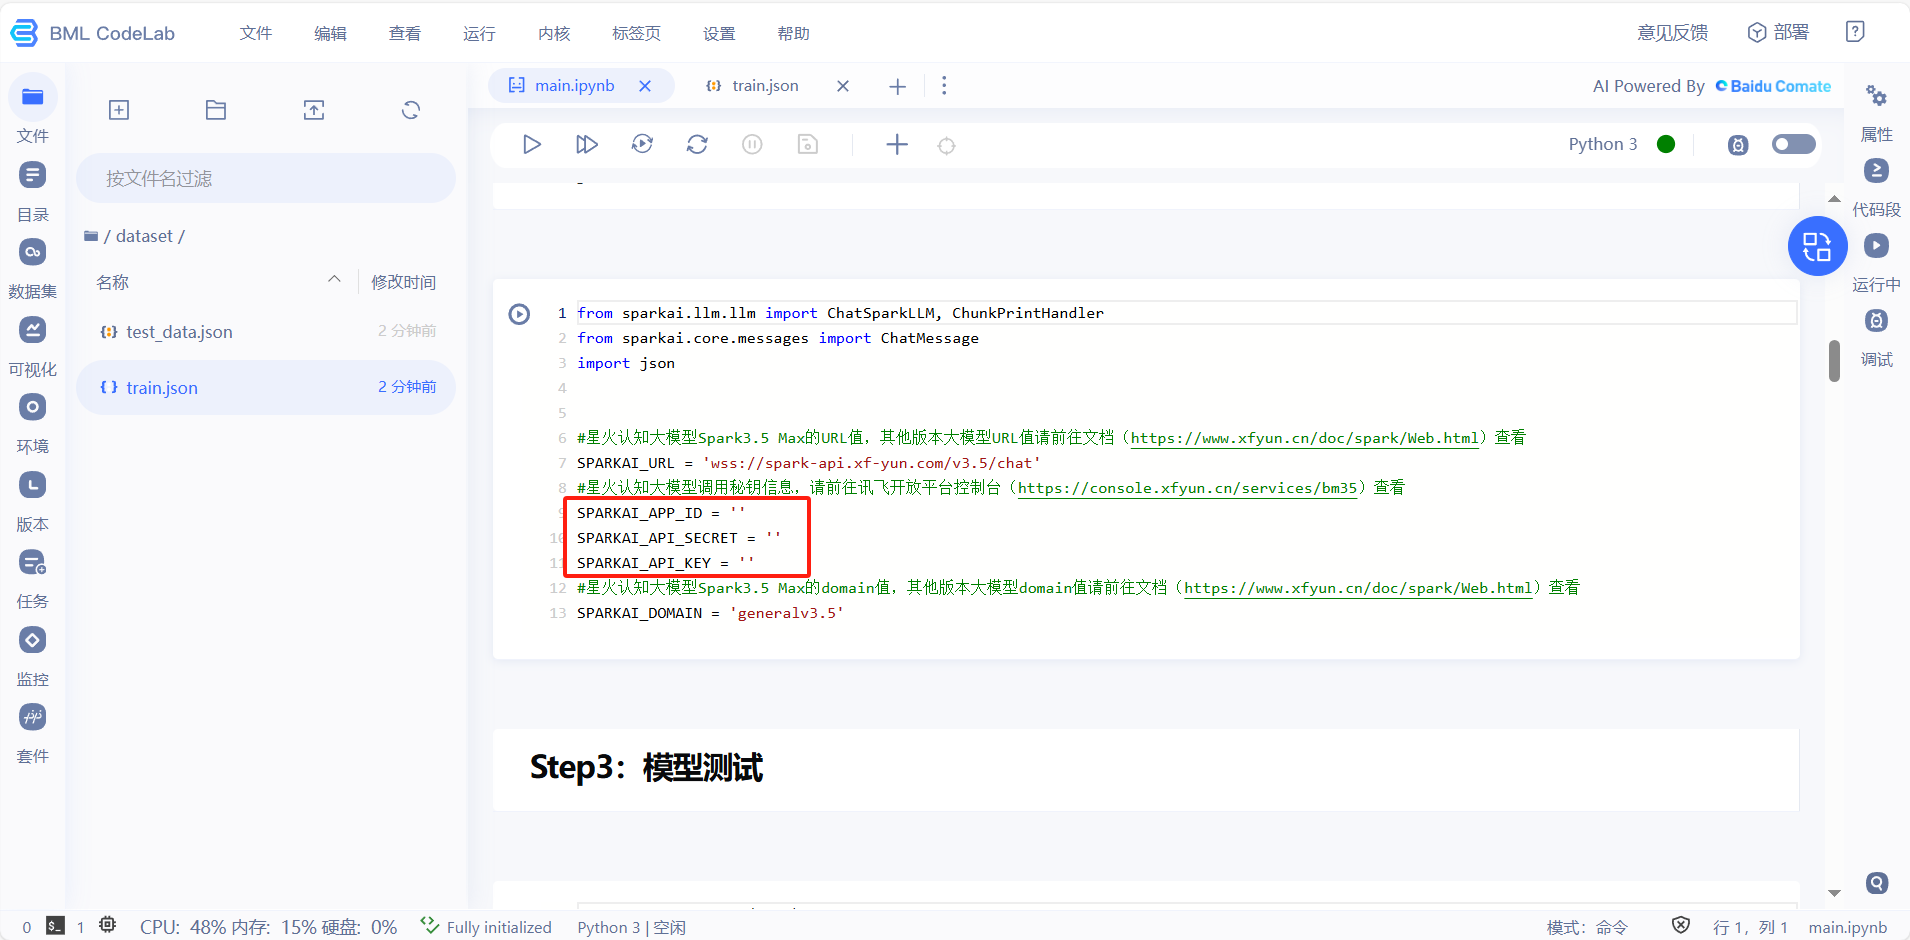 BML CodeLab
文件 编辑 查看 运行 内核 标签页 设置 帮助
意见反馈 部署
main.ipynb
train.json
AI Powered By Baidu Comate
Python 3
文件
目录
数据集
可视化
环境
版本
任务
监控
套件
按文件名过滤
/ dataset /
名称 修改时间
test_data.json 2 分钟前
train.json 2 分钟前
1 from sparkai.llm.llm import ChatSparkLLM, ChunkPrintHandler
2 from sparkai.core.messages import ChatMessage
3 import json
4
5
6 #星火认知大模型Spark3.5 Max的URL值，其他版本大模型URL值请前往文档（https://www.xfyun.cn/doc/spark/Web.html）查看
7 SPARKAI_URL = 'wss://spark-api.xf-yun.com/v3.5/chat'
8 #星火认知大模型调用秘钥信息，请前往讯飞开放平台控制台（https://console.xfyun.cn/services/bm35）查看
9 SPARKAI_APP_ID = ''
10 SPARKAI_API_SECRET = ''
11 SPARKAI_API_KEY = ''
12 #星火认知大模型Spark3.5 Max的domain值，其他版本大模型domain值请前往文档（https://www.xfyun.cn/doc/spark/Web.html）查看
13 SPARKAI_DOMAIN = 'generalv3.5'
Step3：模型测试
属性
代码段
运行中
调试
0 1 CPU: 48% 内存: 15% 硬盘: 0% Fully initialized Python 3 | 空闲
模式：命令 行 1，列 1 main.ipynb